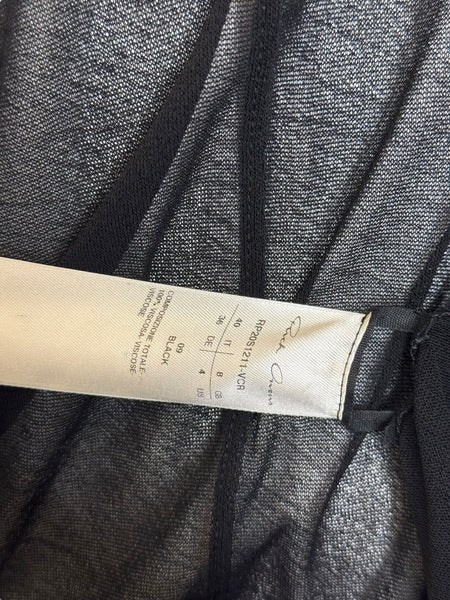 Rick Owens
RP20S1211-VCR
40 IT 8 GB
36 DE 4 US
09 BLACK
COMPOSIZIONE TOTALE-
100% VISCOSA- VISCOSE-
VISCOSE